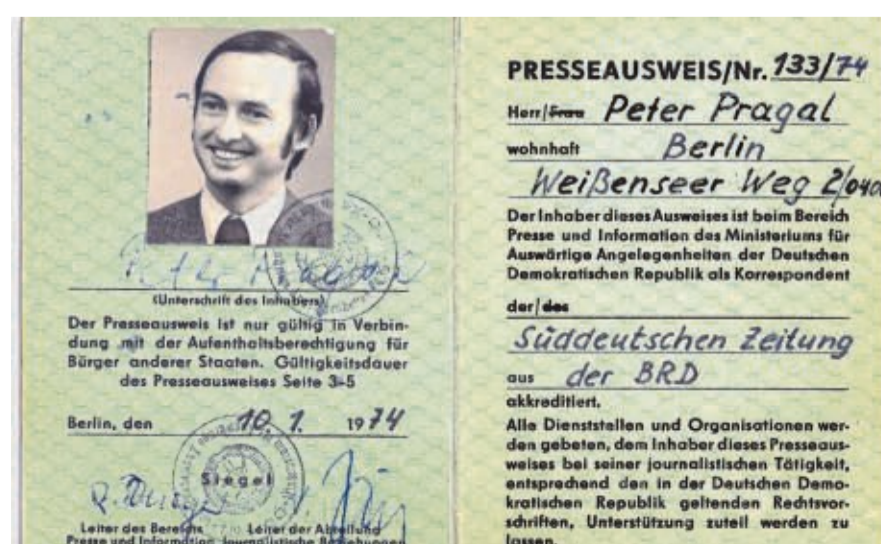 (Unterschrift des Inhabers)
Der Presseausweis ist nur gültig in Verbin-
dung mit der Aufenthaltsberechtigung für
Bürger anderer Staaten. Gültigkeitsdauer
des Presseausweises Seite 3-5
Berlin, den 10. 1. 1974
Siegel
Leiter des Bereichs Leiter der Abteilung
Presse und Information Journalistische Beziehungen
PRESSEAUSWEIS/Nr. 133/74
Herr/Frau Peter Pragal
wohnhaft Berlin
Weißenseer Weg 2/040
Der Inhaber dieses Ausweises ist beim Bereich
Presse und Information des Ministeriums für
Auswärtige Angelegenheiten der Deutschen
Demokratischen Republik als Korrespondent
der/des
Süddeutschen Zeitung
aus der BRD
akkreditiert.
Alle Dienststellen und Organisationen wer-
den gebeten, dem Inhaber dieses Presseaus-
weises bei seiner journalistischen Tätigkeit,
entsprechend den in der Deutschen Demo-
kratischen Republik geltenden Rechtsvor-
schriften, Unterstützung zuteil werden zu
lassen.